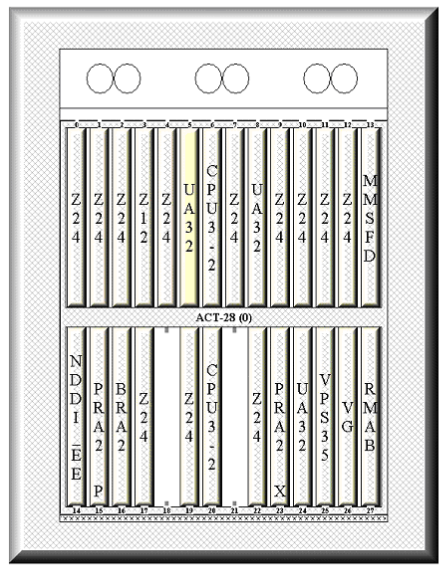 0 1 2 3 4 5 6 7 8 9 10 11 12 13
Z24 Z24 Z24 Z12 Z24 UA32 CPU3-2 Z24 UA32 Z24 Z24 Z24 Z24 MMSFD
ACT-28 (0)
NDDI_EE PRA2 P BRA2 Z24 Z24 CPU3-2 Z24 PRA2 X UA32 VPS35 VG RMAB
14 15 16 17 18 19 20 21 22 23 24 25 26 27